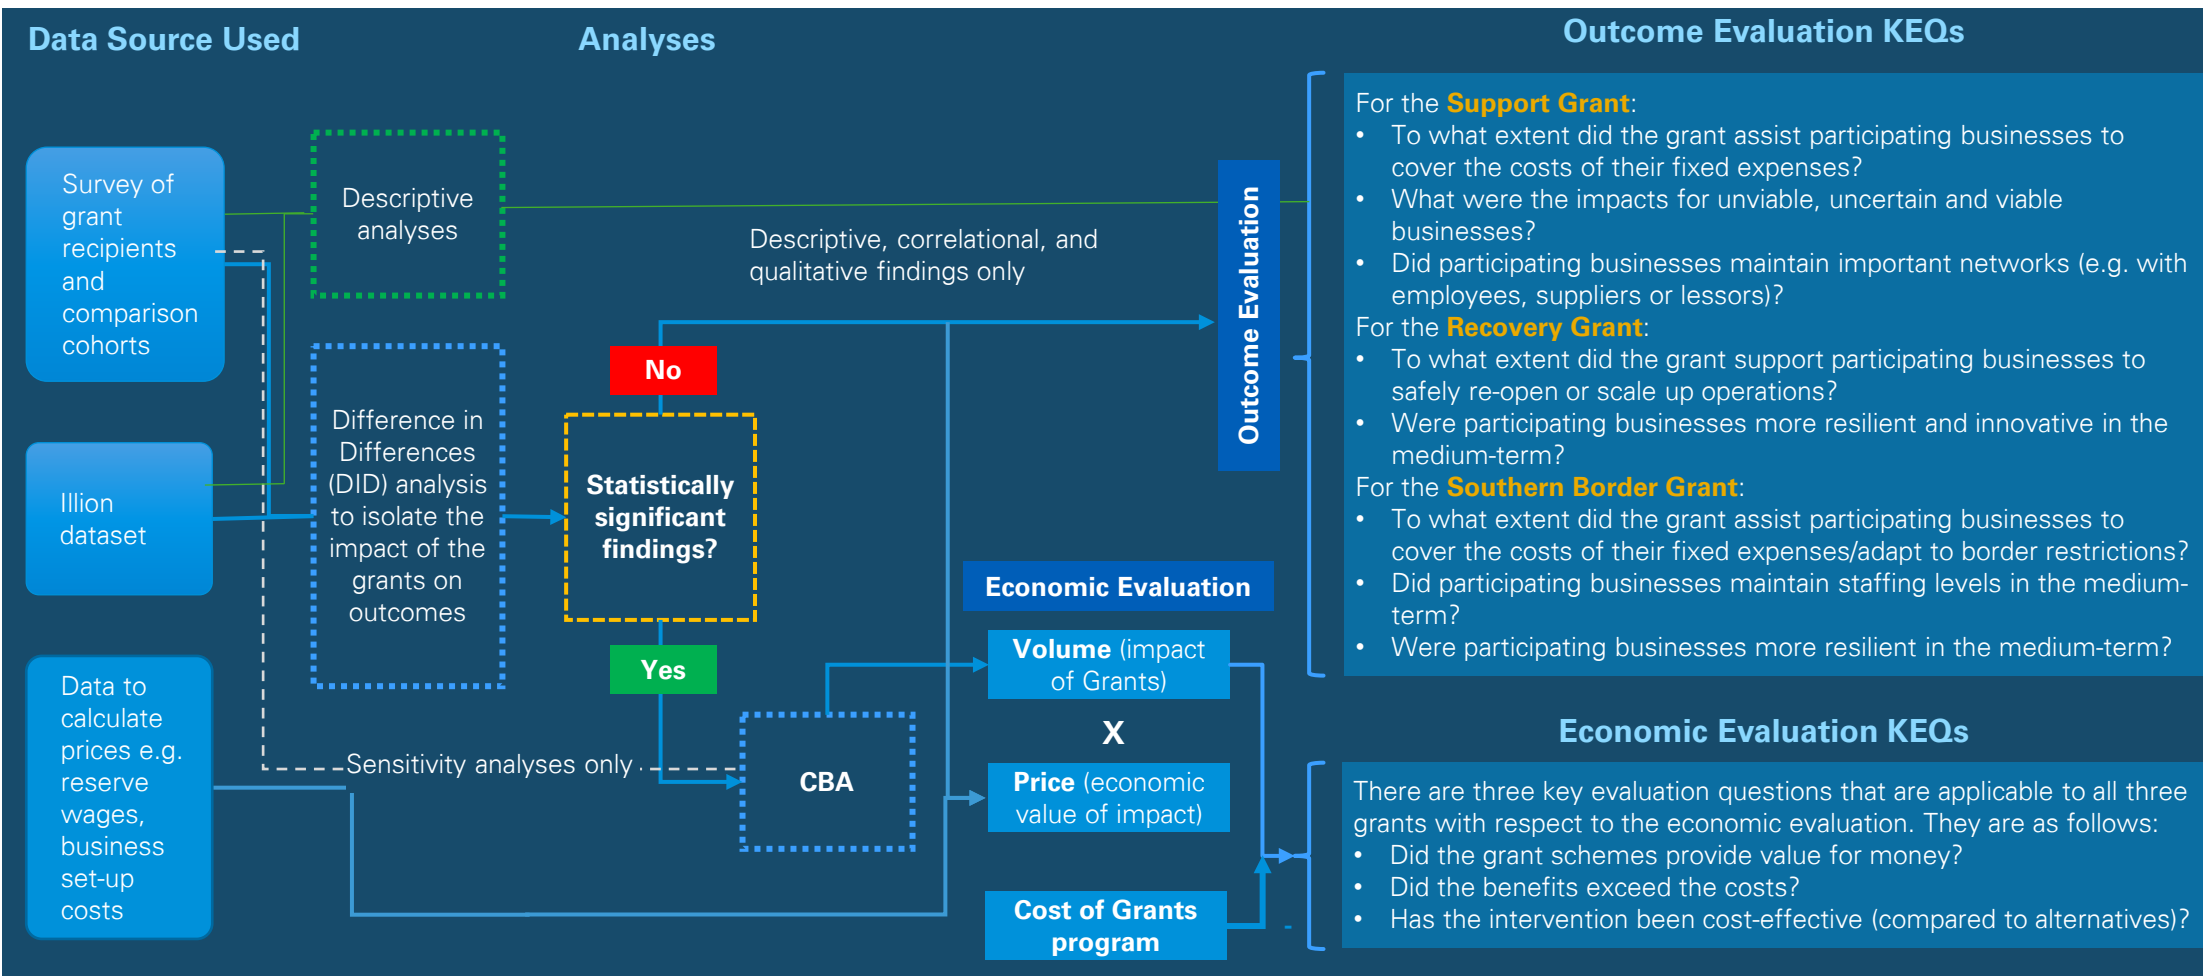 Data Source Used
Analyses
Outcome Evaluation KEQs
Survey of
grant
recipients
and
comparison
cohorts
Illion
dataset
Data to
calculate
prices e.g.
reserve
wages,
business
set-up
costs
Descriptive
analyses
Difference in
Differences
(DID) analysis
to isolate the
impact of the
grants on
outcomes
Descriptive, correlational, and
qualitative findings only
No
Statistically
significant
findings?
Yes
Sensitivity analyses only
CBA
Outcome Evaluation
Economic Evaluation
Volume (impact
of Grants)
X
Price (economic
value of impact)
Cost of Grants
program
For the Support Grant:
• To what extent did the grant assist participating businesses to
cover the costs of their fixed expenses?
• What were the impacts for unviable, uncertain and viable
businesses?
• Did participating businesses maintain important networks (e.g. with
employees, suppliers or lessors)?
For the Recovery Grant:
• To what extent did the grant support participating businesses to
safely re-open or scale up operations?
• Were participating businesses more resilient and innovative in the
medium-term?
For the Southern Border Grant:
• To what extent did the grant assist participating businesses to
cover the costs of their fixed expenses/adapt to border restrictions?
• Did participating businesses maintain staffing levels in the medium-
term?
• Were participating businesses more resilient in the medium-term?
Economic Evaluation KEQs
There are three key evaluation questions that are applicable to all three
grants with respect to the economic evaluation. They are as follows:
• Did the grant schemes provide value for money?
• Did the benefits exceed the costs?
• Has the intervention been cost-effective (compared to alternatives)?